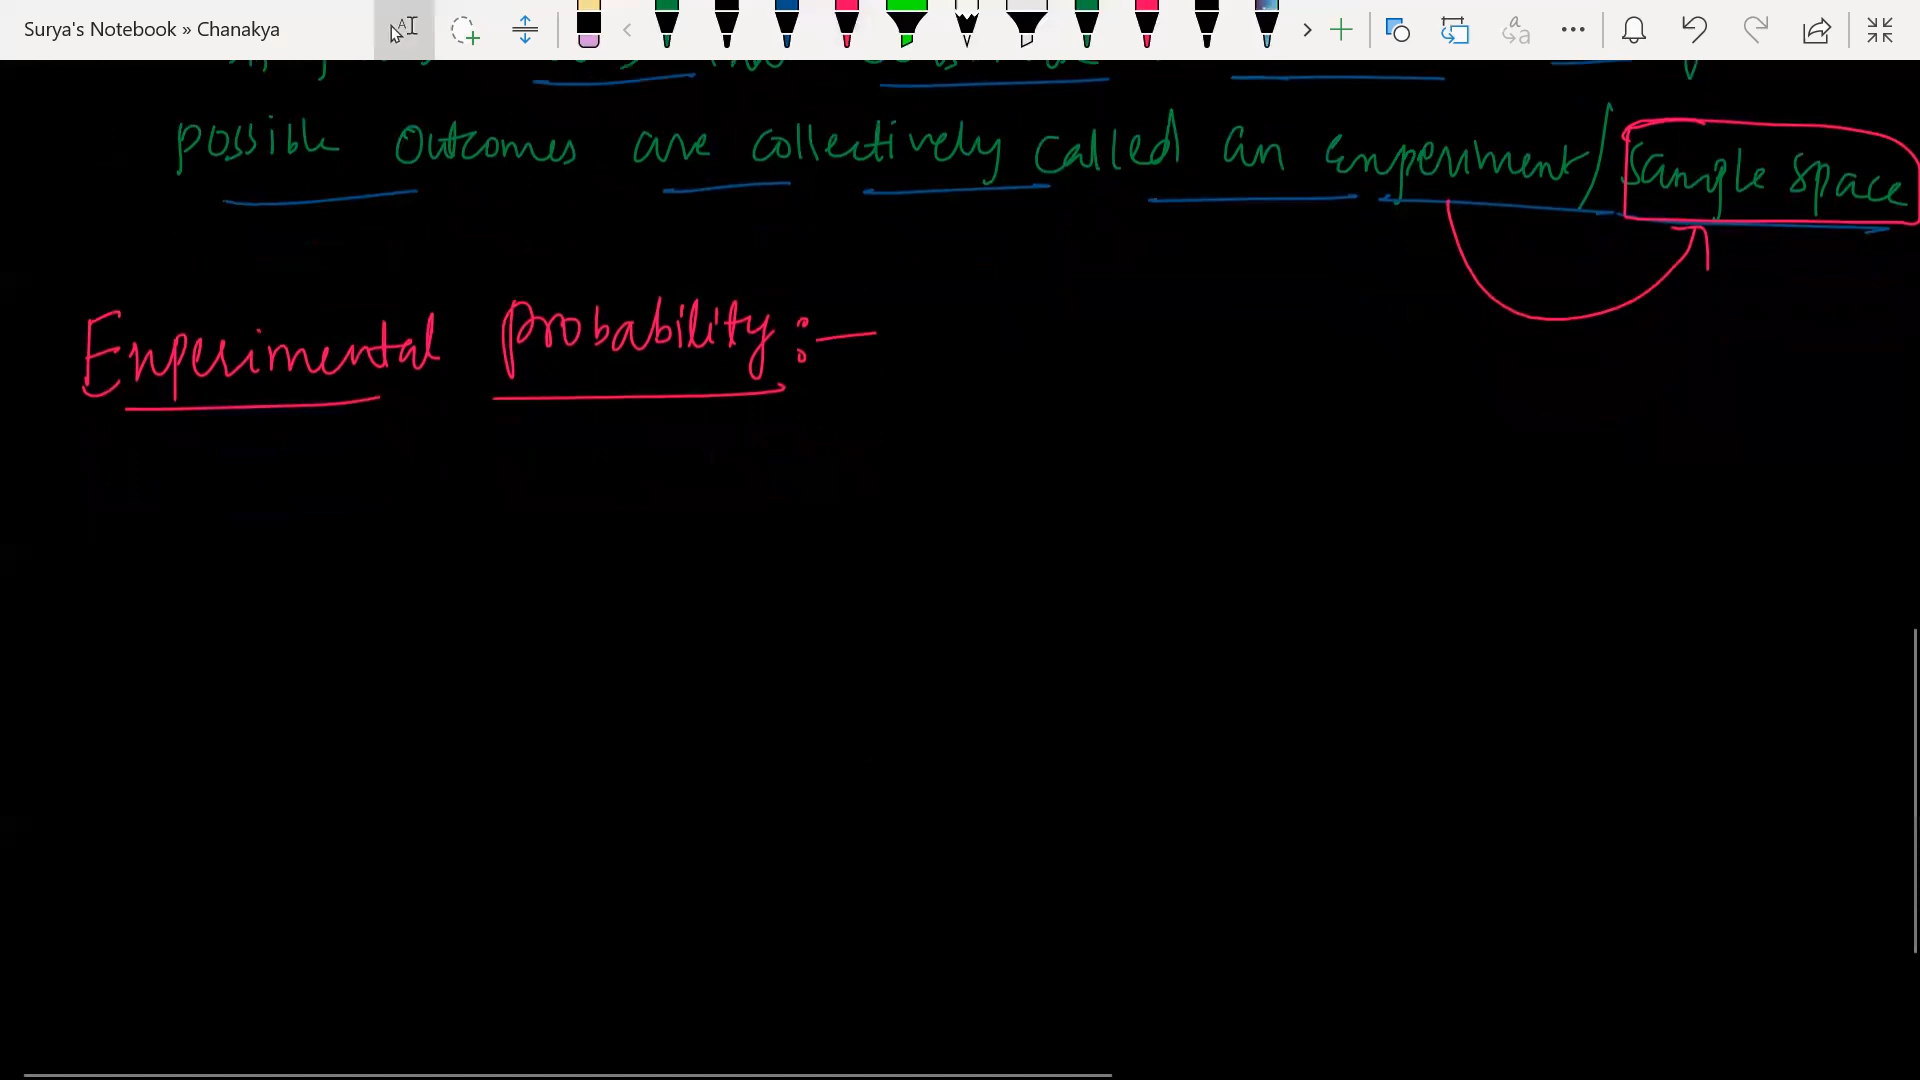 Surya's Notebook » Chanakya
possible outcomes are collectively called an experiment/ sample space
Experimental probability :-